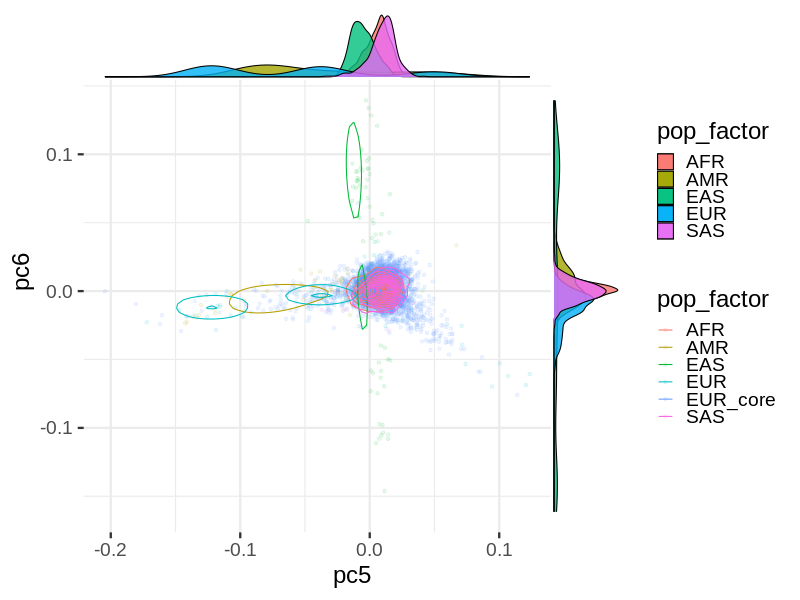 pop_factor
AFR
AMR
EAS
EUR
SAS
pop_factor
AFR
AMR
EAS
EUR
EUR_core
SAS
pc6
0.1
0.0
-0.1
-0.2
-0.1
0.0
0.1
pc5